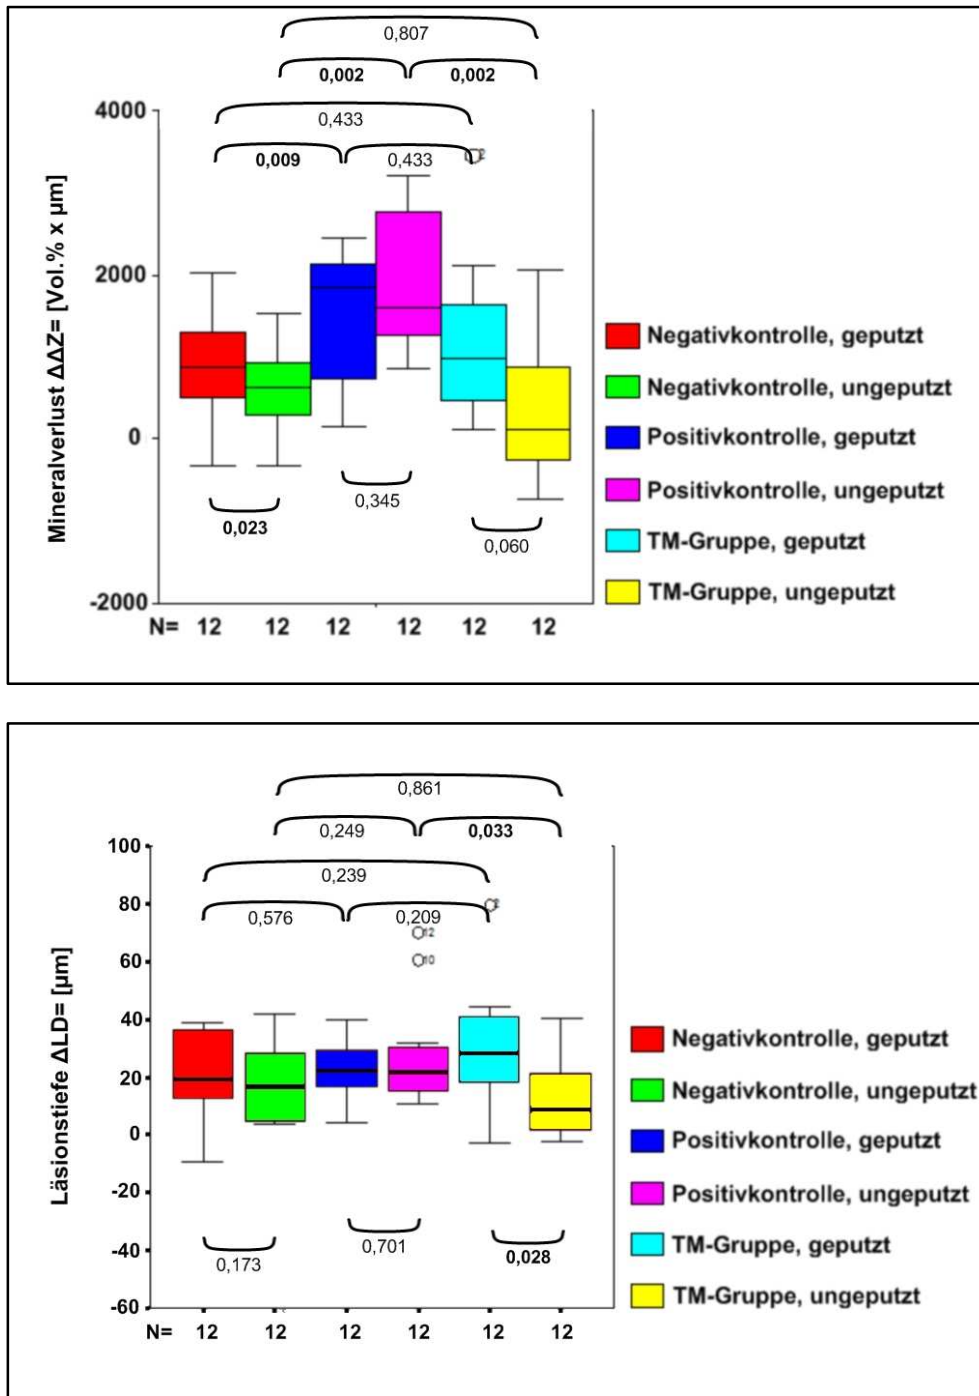 0,807
0,002 0,002
4000
0,433
0,009 0,433 2
Mineralverlust ΔΔZ= [Vol.% x µm]
2000
0
-2000
0,023
0,345
0,060
N= 12 12 12 12 12 12
Negativkontrolle, geputzt
Negativkontrolle, ungeputzt
Positivkontrolle, geputzt
Positivkontrolle, ungeputzt
TM-Gruppe, geputzt
TM-Gruppe, ungeputzt
0,861
0,249 0,033
100
0,239
80
0,576 0,209 2
12
10
Läsionstiefe ΔLD= [µm]
60
40
20
0
-20
-40
-60
0,173
0,701
0,028
N= 12 12 12 12 12 12
Negativkontrolle, geputzt
Negativkontrolle, ungeputzt
Positivkontrolle, geputzt
Positivkontrolle, ungeputzt
TM-Gruppe, geputzt
TM-Gruppe, ungeputzt